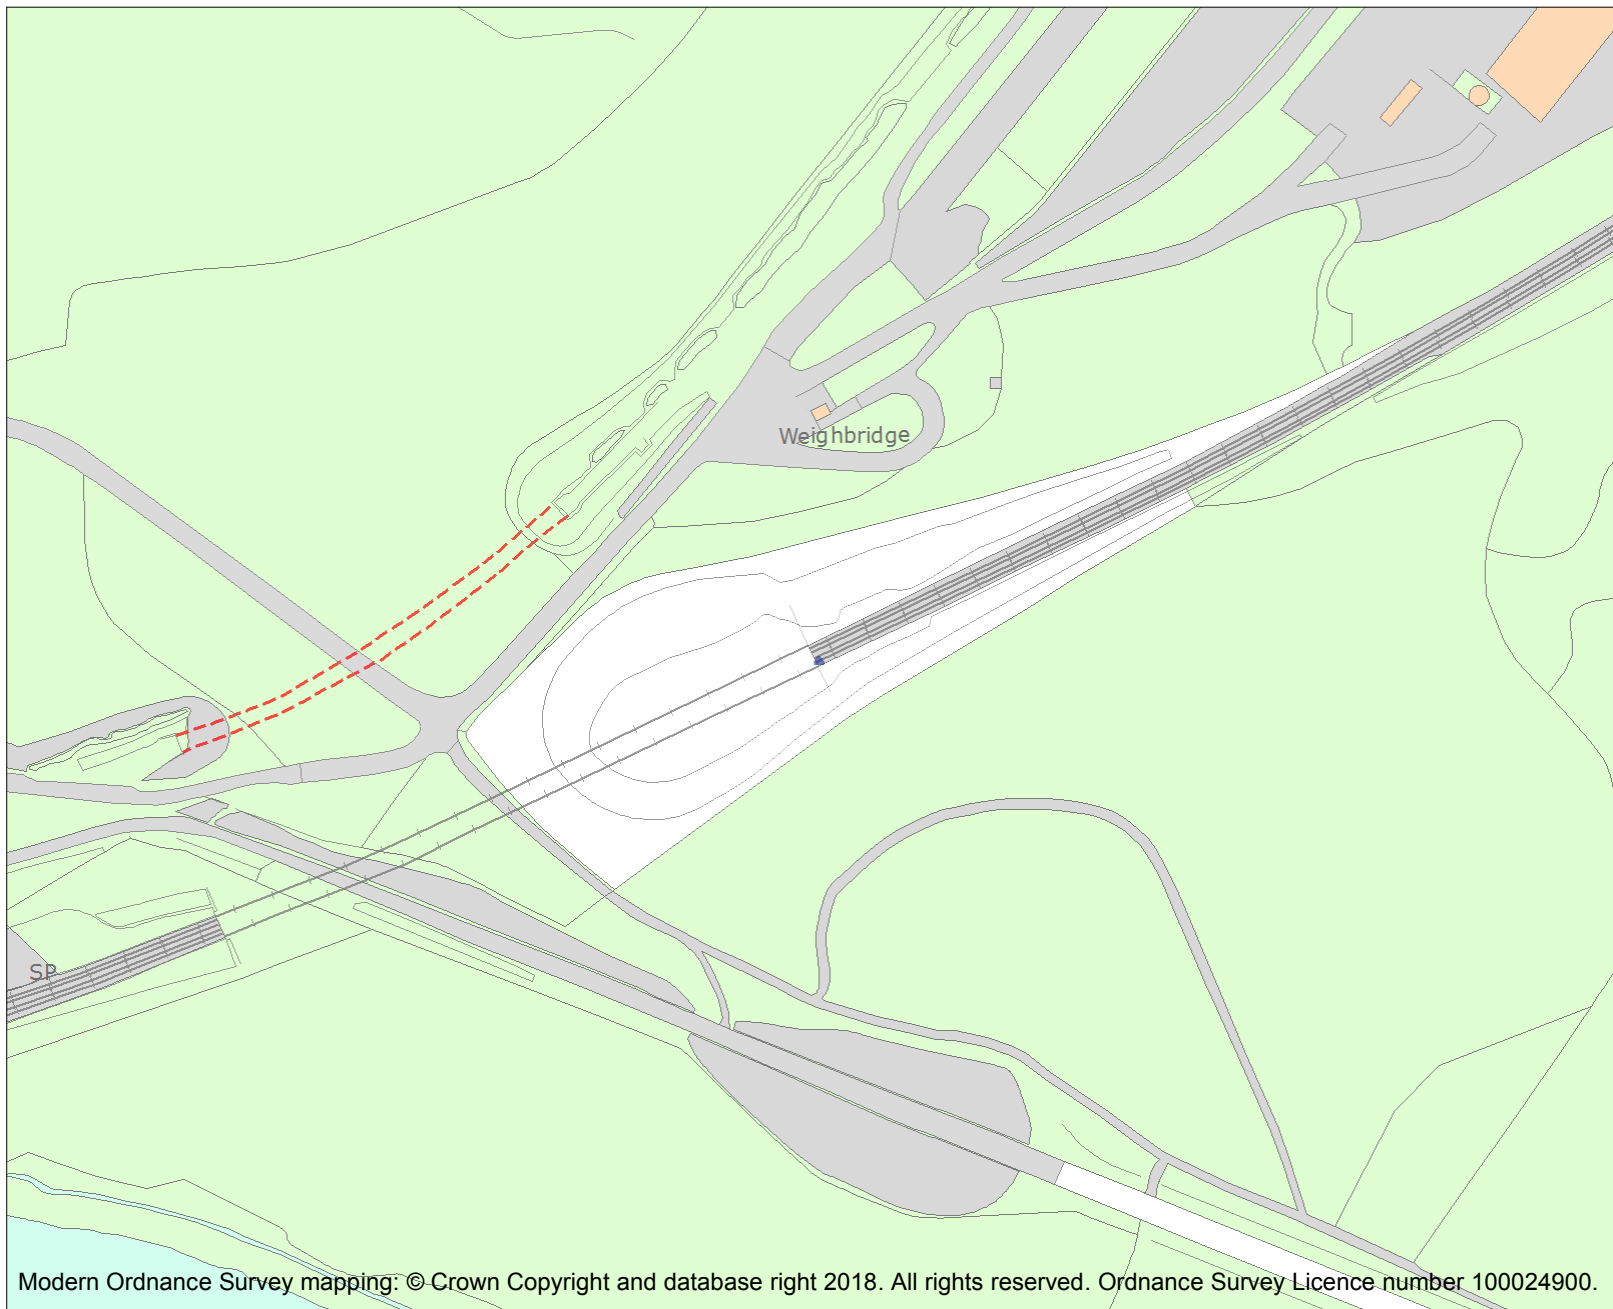 Weighbridge
SP
Modern Ordnance Survey mapping: © Crown Copyright and database right 2018. All rights reserved. Ordnance Survey Licence number 100024900.